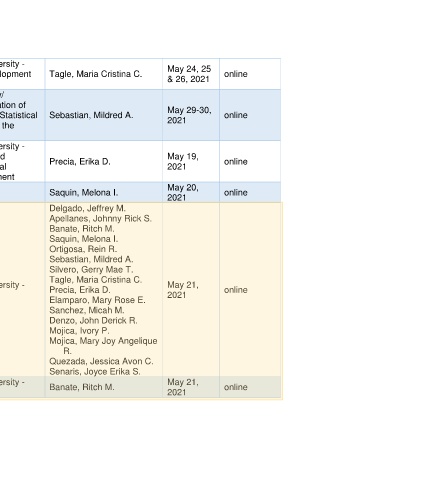 ersity -
lopment
Tagle, Maria Cristina C.
May 24, 25
& 26, 2021
online
ation of
Statistical
the
Sebastian, Mildred A.
May 29-30,
2021
online
ersity -
d
al
ment
Precia, Erika D.
May 19,
2021
online
Saquin, Melona I.
May 20,
2021
online
ersity -
Delgado, Jeffrey M.
Apellanes, Johnny Rick S.
Banate, Ritch M.
Saquin, Melona I.
Ortigosa, Rein R.
Sebastian, Mildred A.
Silvero, Gerry Mae T.
Tagle, Maria Cristina C.
Precia, Erika D.
Elamparo, Mary Rose E.
Sanchez, Micah M.
Denzo, John Derick R.
Mojica, Ivory P.
Mojica, Mary Joy Angelique
R.
Quezada, Jessica Avon C.
Senaris, Joyce Erika S.
May 21,
2021
online
ersity -
Banate, Ritch M.
May 21,
2021
online